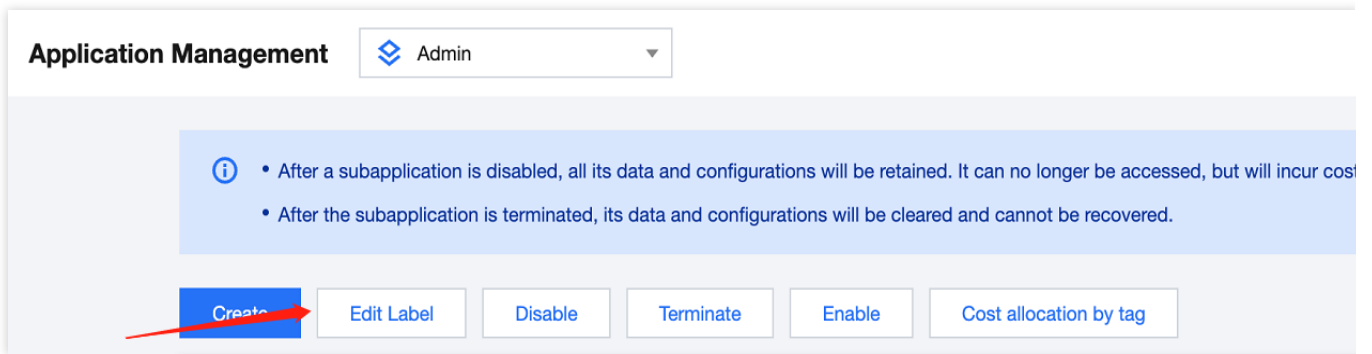 Application Management
Admin
• After a subapplication is disabled, all its data and configurations will be retained. It can no longer be accessed, but will incur cost
• After the subapplication is terminated, its data and configurations will be cleared and cannot be recovered.
Create
Edit Label
Disable
Terminate
Enable
Cost allocation by tag